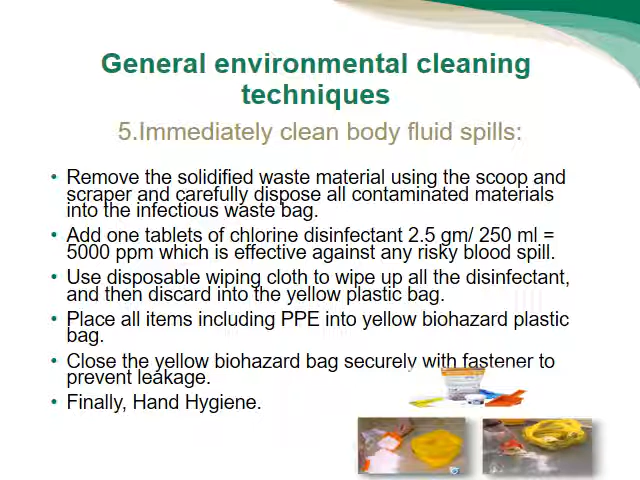 General environmental cleaning
techniques
5.Immediately clean body fluid spills:
• Remove the solidified waste material using the scoop and
scraper and carefully dispose all contaminated materials
into the infectious waste bag.
• Add one tablets of chlorine disinfectant 2.5 gm/ 250 ml =
5000 ppm which is effective against any risky blood spill.
• Use disposable wiping cloth to wipe up all the disinfectant,
and then discard into the yellow plastic bag.
• Place all items including PPE into yellow biohazard plastic
bag.
• Close the yellow biohazard bag securely with fastener to
prevent leakage.
• Finally, Hand Hygiene.